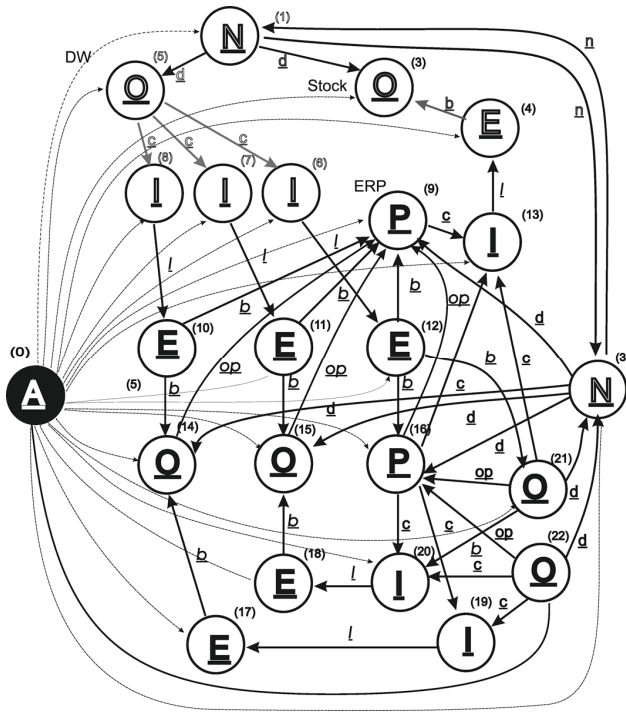 (1)
N
n
DW
(5)
d
d
(3)
O
Stock
O
n
b
(4)
E
c
c
c
(8)
(7)
(6)
I
I
I
ERP
(9)
P
c
(13)
I
l
l
l
l
b
b
b
op
d
(10)
E
(11)
E
(12)
E
b
c
(0)
A
(5)
b
op
b
op
b
c
d
(3
N
(14)
O
(15)
O
(16)
P
d
d
op
(21)
O
d
b
b
(18)
E
l
c
(20)
I
c
b
c
op
(22)
O
d
(17)
E
l
(19)
I
c